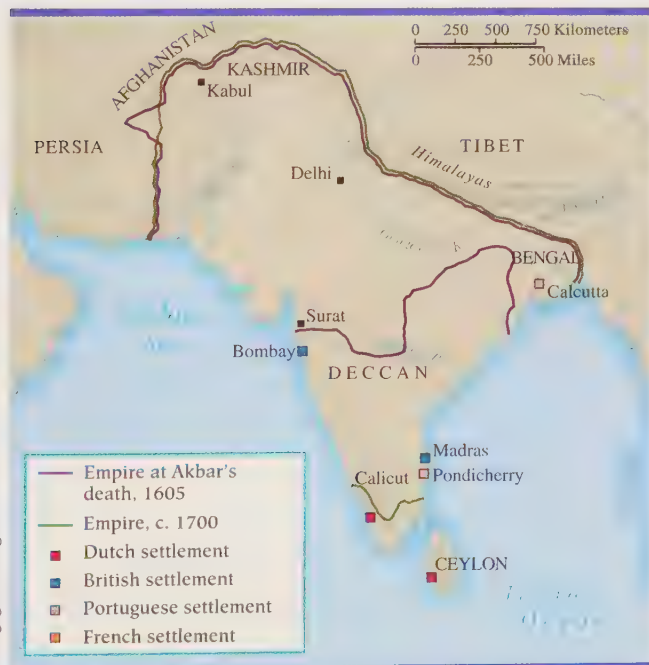 0 250 500 750 Kilometers
0 250 500 Miles
AFGHANISTAN
KASHMIR
Kabul
PERSIA
TIBET
Himalayas
Delhi
BENGAL
Calcutta
Surat
Bombay
DECCAN
Madras
Calicut
Pondicherry
CEYLON
Empire at Akbar's
death, 1605
Empire, c. 1700
Dutch settlement
British settlement
Portuguese settlement
French settlement